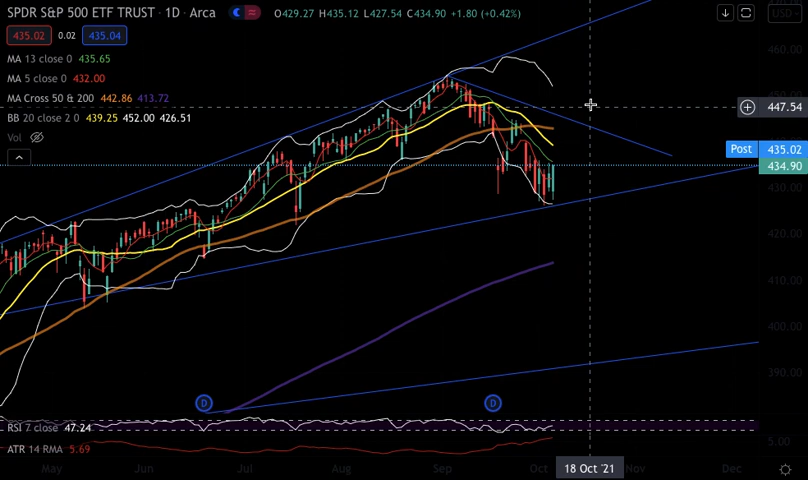 SPDR S&P 500 ETF TRUST · 1D · Arca O429.27 H435.12 L427.54 C434.90 +1.80 (+0.42%)
USD
435.02 0.02 435.04
460.00
MA 13 close 0 435.65
MA 5 close 0 432.00
MA Cross 50 & 200 442.86 413.72
447.54
BB 20 close 2 0 439.25 452.00 426.51
Vol
Post 435.02
434.90
430.00
420.00
410.00
400.00
390.00
D D
RSI 7 close 47.24
ATR 14 RMA 5.69
5.00
May Jun Jul Aug Sep Oct 18 Oct '21 Nov Dec